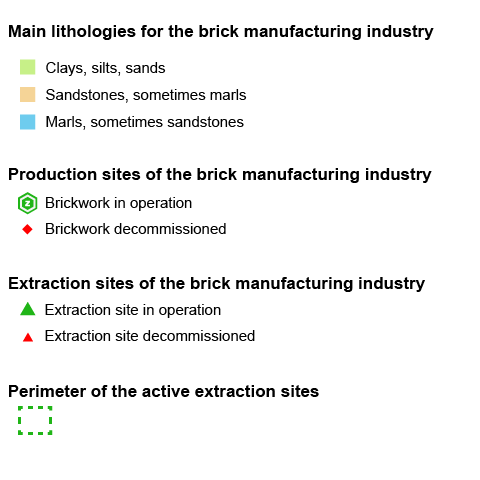 Main lithologies for the brick manufacturing industry
Clays, silts, sands
Sandstones, sometimes marls
Marls, sometimes sandstones
Production sites of the brick manufacturing industry
Brickwork in operation
Brickwork decommissioned
Extraction sites of the brick manufacturing industry
Extraction site in operation
Extraction site decommissioned
Perimeter of the active extraction sites